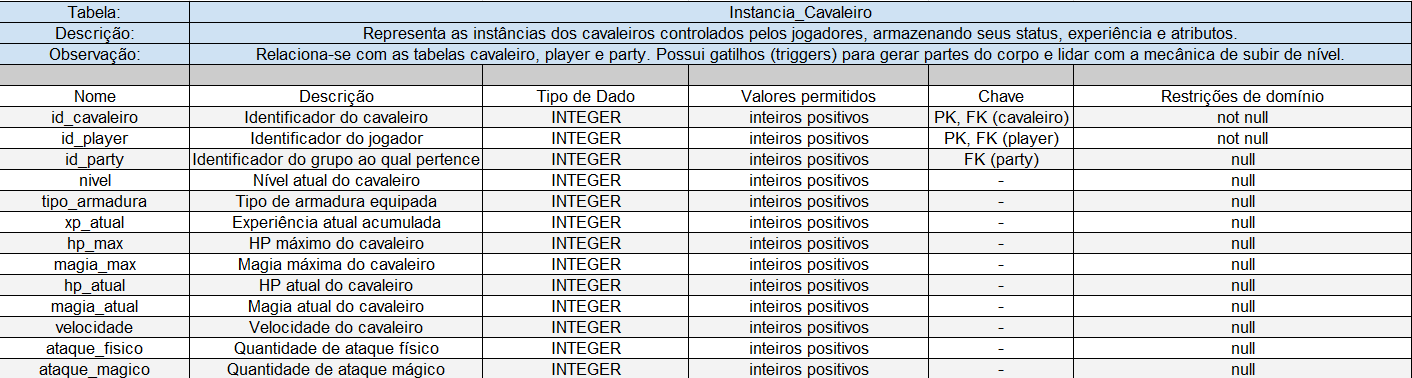 Tabela: Instancia_Cavaleiro
Descrição: Representa as instâncias dos cavaleiros controlados pelos jogadores, armazenando seus status, experiência e atributos.
Observação: Relaciona-se com as tabelas cavaleiro, player e party. Possui gatilhos (triggers) para gerar partes do corpo e lidar com a mecânica de subir de nível.
Nome Descrição Tipo de Dado Valores permitidos Chave Restrições de domínio
id_cavaleiro Identificador do cavaleiro INTEGER inteiros positivos PK, FK (cavaleiro) not null
id_player Identificador do jogador INTEGER inteiros positivos PK, FK (player) not null
id_party Identificador do grupo ao qual pertence INTEGER inteiros positivos FK (party) null
nivel Nível atual do cavaleiro INTEGER inteiros positivos - null
tipo_armadura Tipo de armadura equipada INTEGER inteiros positivos - null
xp_atual Experiência atual acumulada INTEGER inteiros positivos - null
hp_max HP máximo do cavaleiro INTEGER inteiros positivos - null
magia_max Magia máxima do cavaleiro INTEGER inteiros positivos - null
hp_atual HP atual do cavaleiro INTEGER inteiros positivos - null
magia_atual Magia atual do cavaleiro INTEGER inteiros positivos - null
velocidade Velocidade do cavaleiro INTEGER inteiros positivos - null
ataque_fisico Quantidade de ataque físico INTEGER inteiros positivos - null
ataque_magico Quantidade de ataque mágico INTEGER inteiros positivos - null